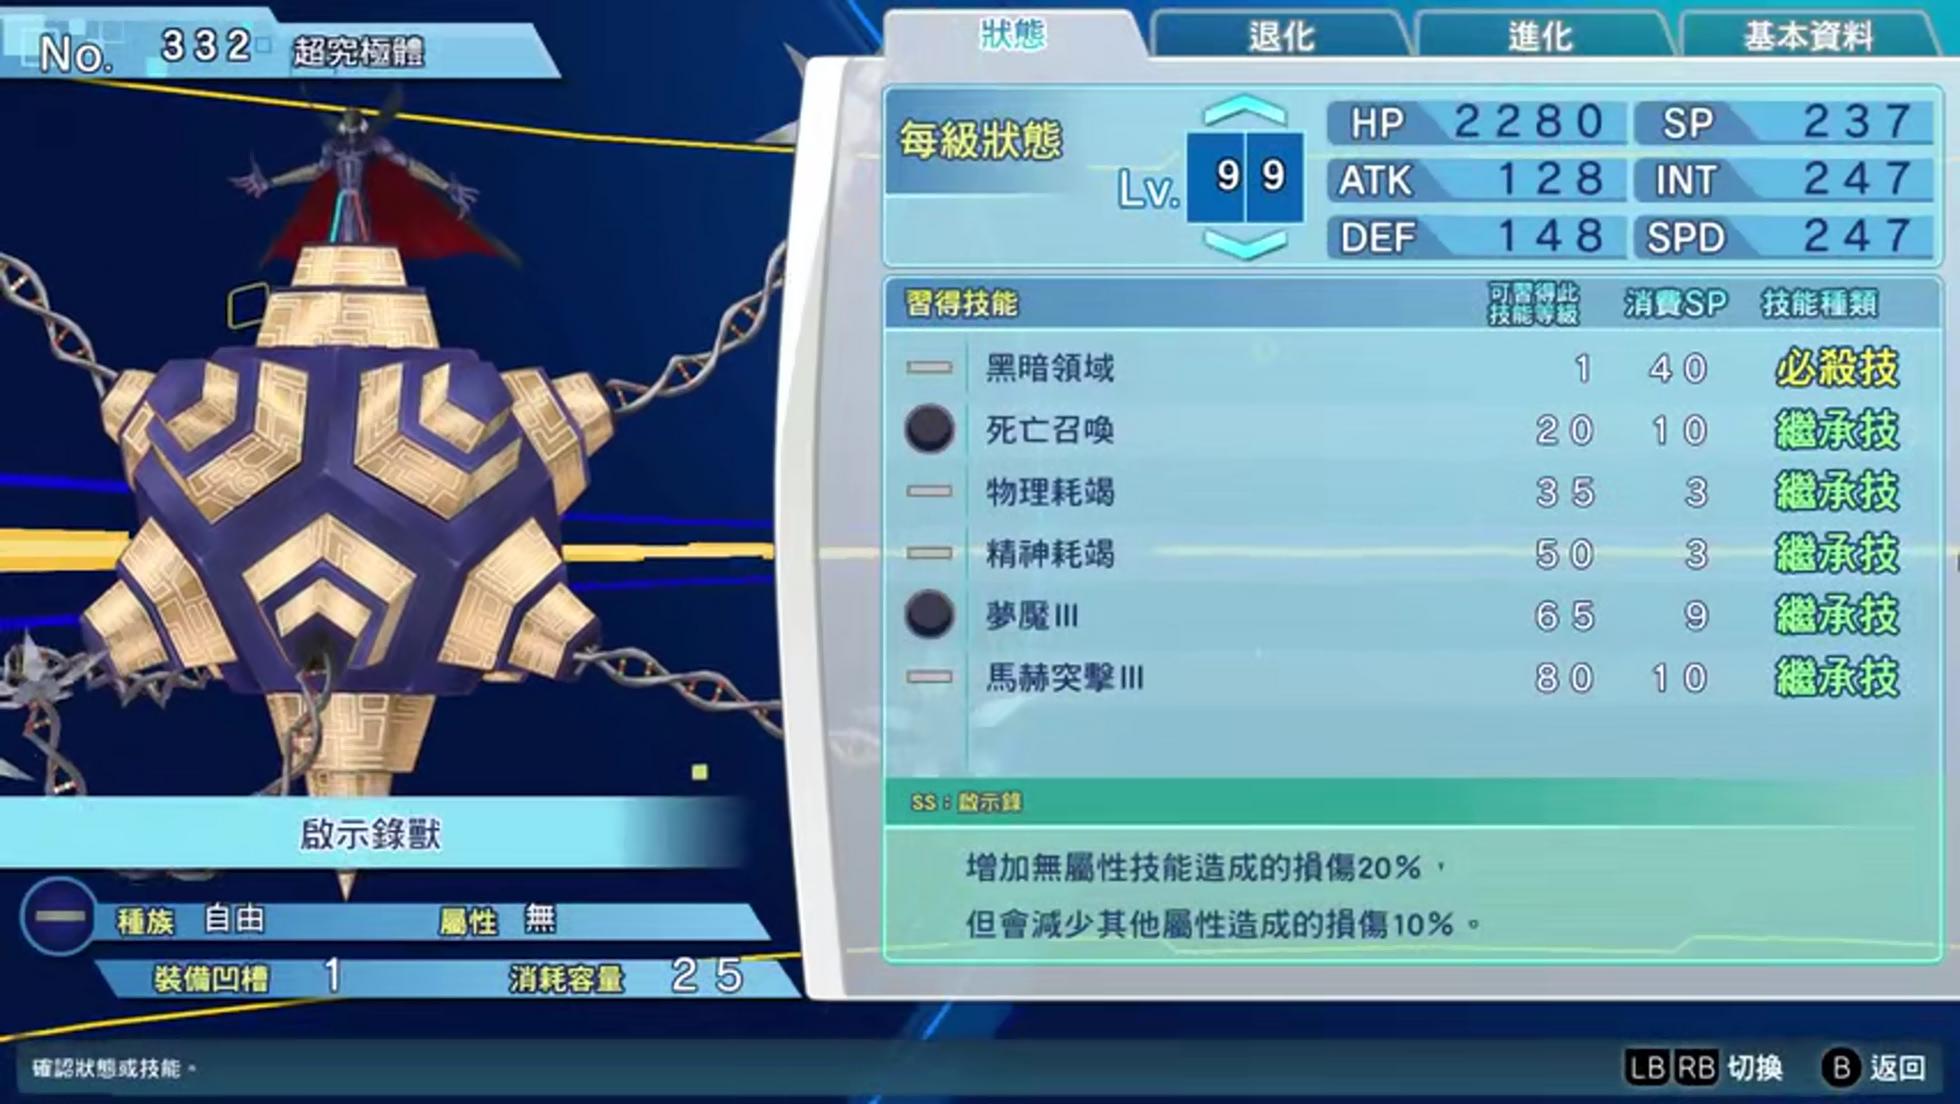 No. 332 超究極體
狀態 退化 進化 基本資料
每級狀態 Lv. 99
HP 2280 SP 237
ATK 128 INT 247
DEF 148 SPD 247
習得技能 可習得此技能等級 消費SP 技能種類
黑暗領域 1 40 必殺技
死亡召喚 20 10 繼承技
物理耗竭 35 3 繼承技
精神耗竭 50 3 繼承技
夢魘III 65 9 繼承技
馬赫突擊III 80 10 繼承技
SS：啟示錄
增加無屬性技能造成的損傷20%，
但會減少其他屬性造成的損傷10%。
啟示錄獸
種族 自由 屬性 無
裝備凹槽 1 消耗容量 25
確認狀態或技能。
LB RB 切換 B 返回